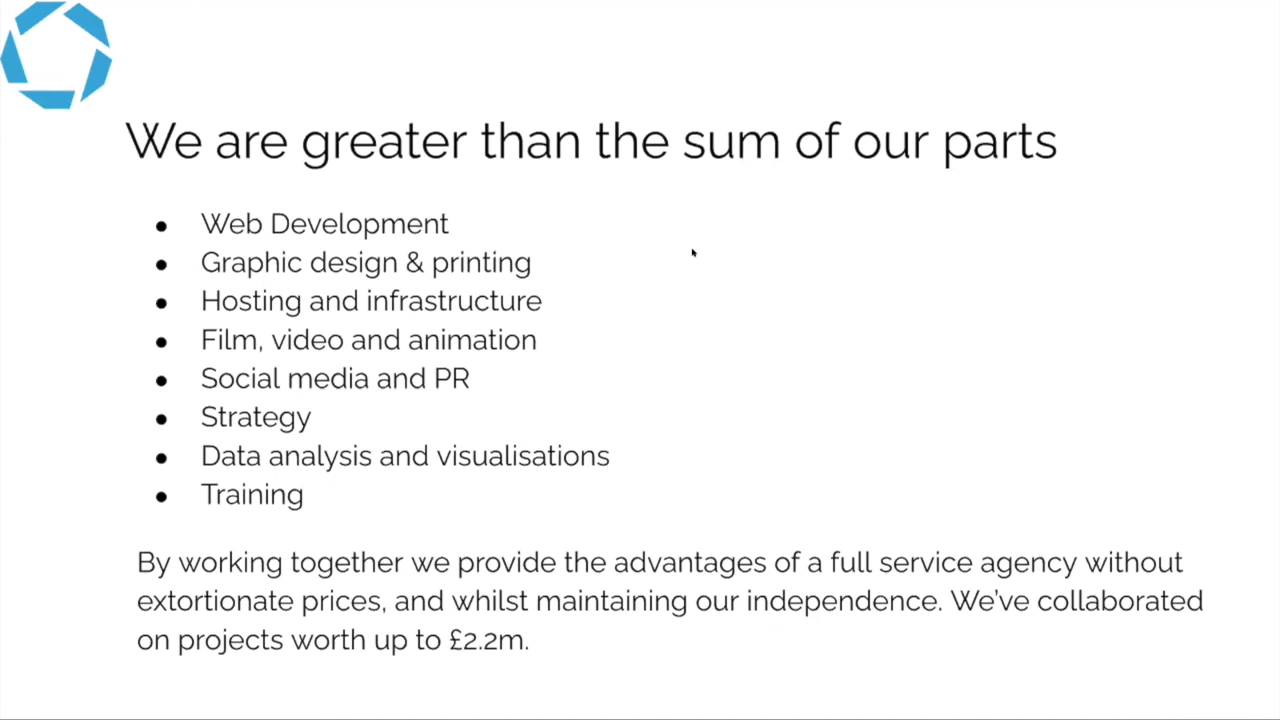 We are greater than the sum of our parts
● Web Development
● Graphic design & printing
● Hosting and infrastructure
● Film, video and animation
● Social media and PR
● Strategy
● Data analysis and visualisations
● Training
By working together we provide the advantages of a full service agency without
extortionate prices, and whilst maintaining our independence. We've collaborated
on projects worth up to £2.2m.